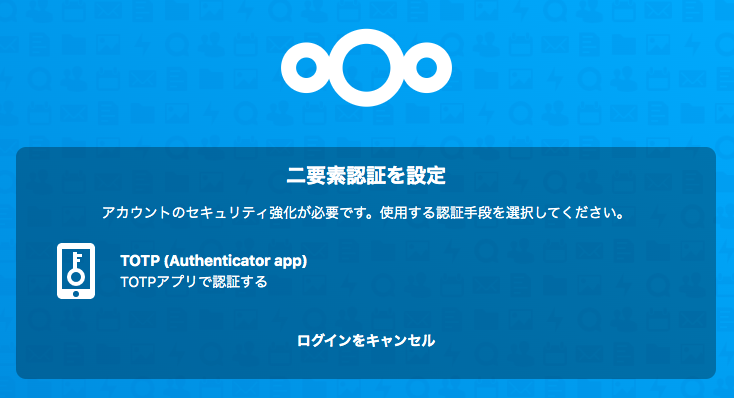 二要素認証を設定
アカウントのセキュリティ強化が必要です。使用する認証手段を選択してください。
TOTP (Authenticator app)
TOTPアプリで認証する
ログインをキャンセル